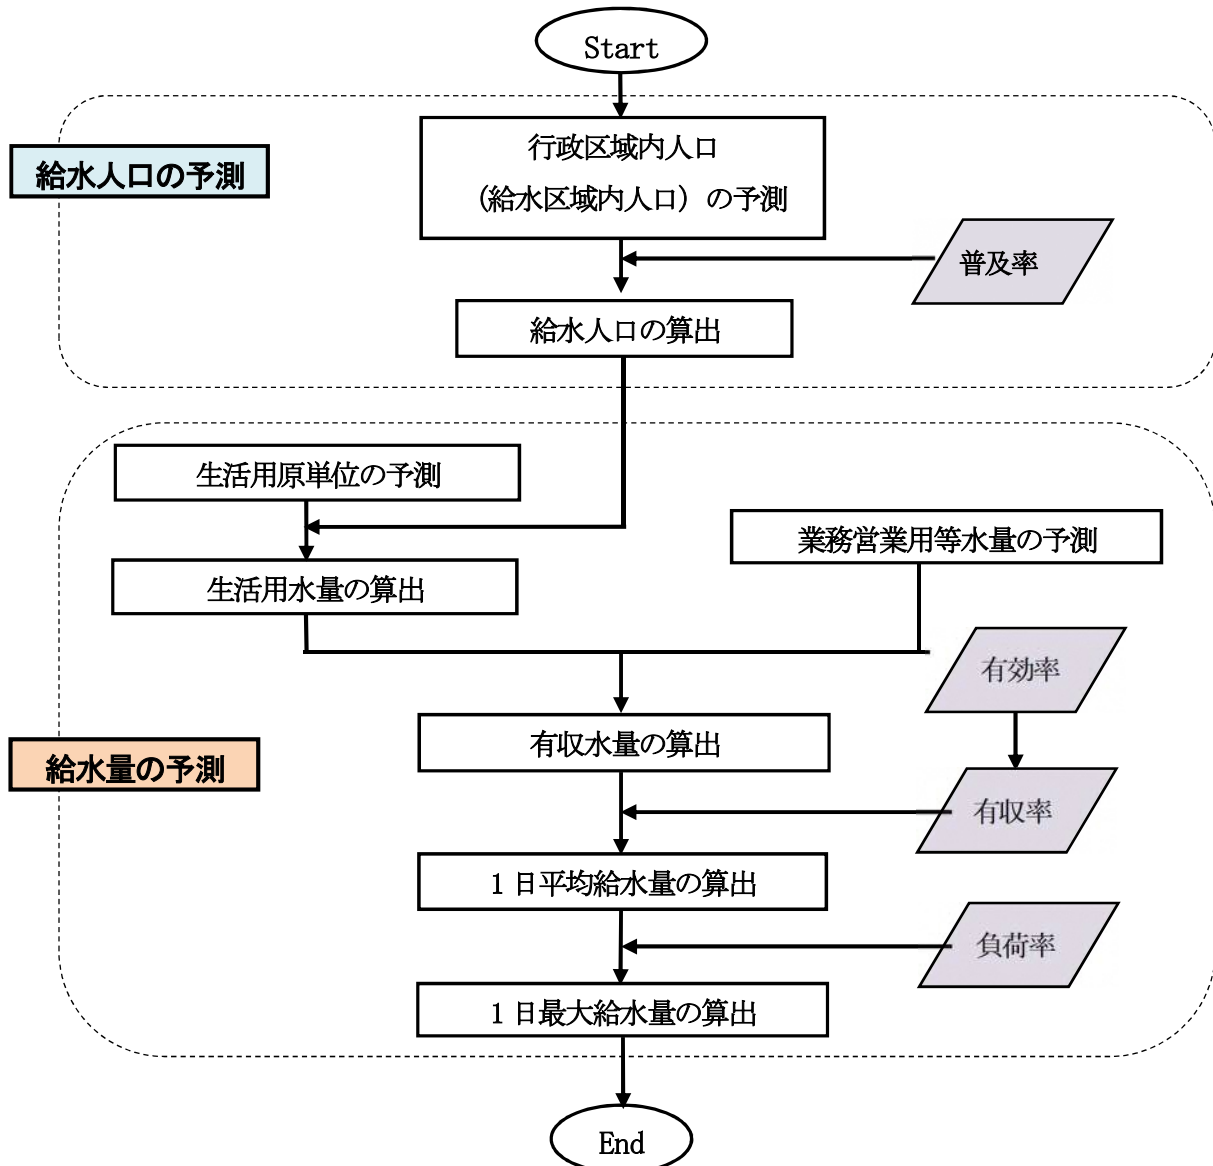 Start
給水人口の予測
行政区域内人口
（給水区域内人口）の予測
普及率
給水人口の算出
生活用原単位の予測
業務営業用等水量の予測
生活用水量の算出
有効率
有収水量の算出
給水量の予測
有収率
1日平均給水量の算出
負荷率
1日最大給水量の算出
End